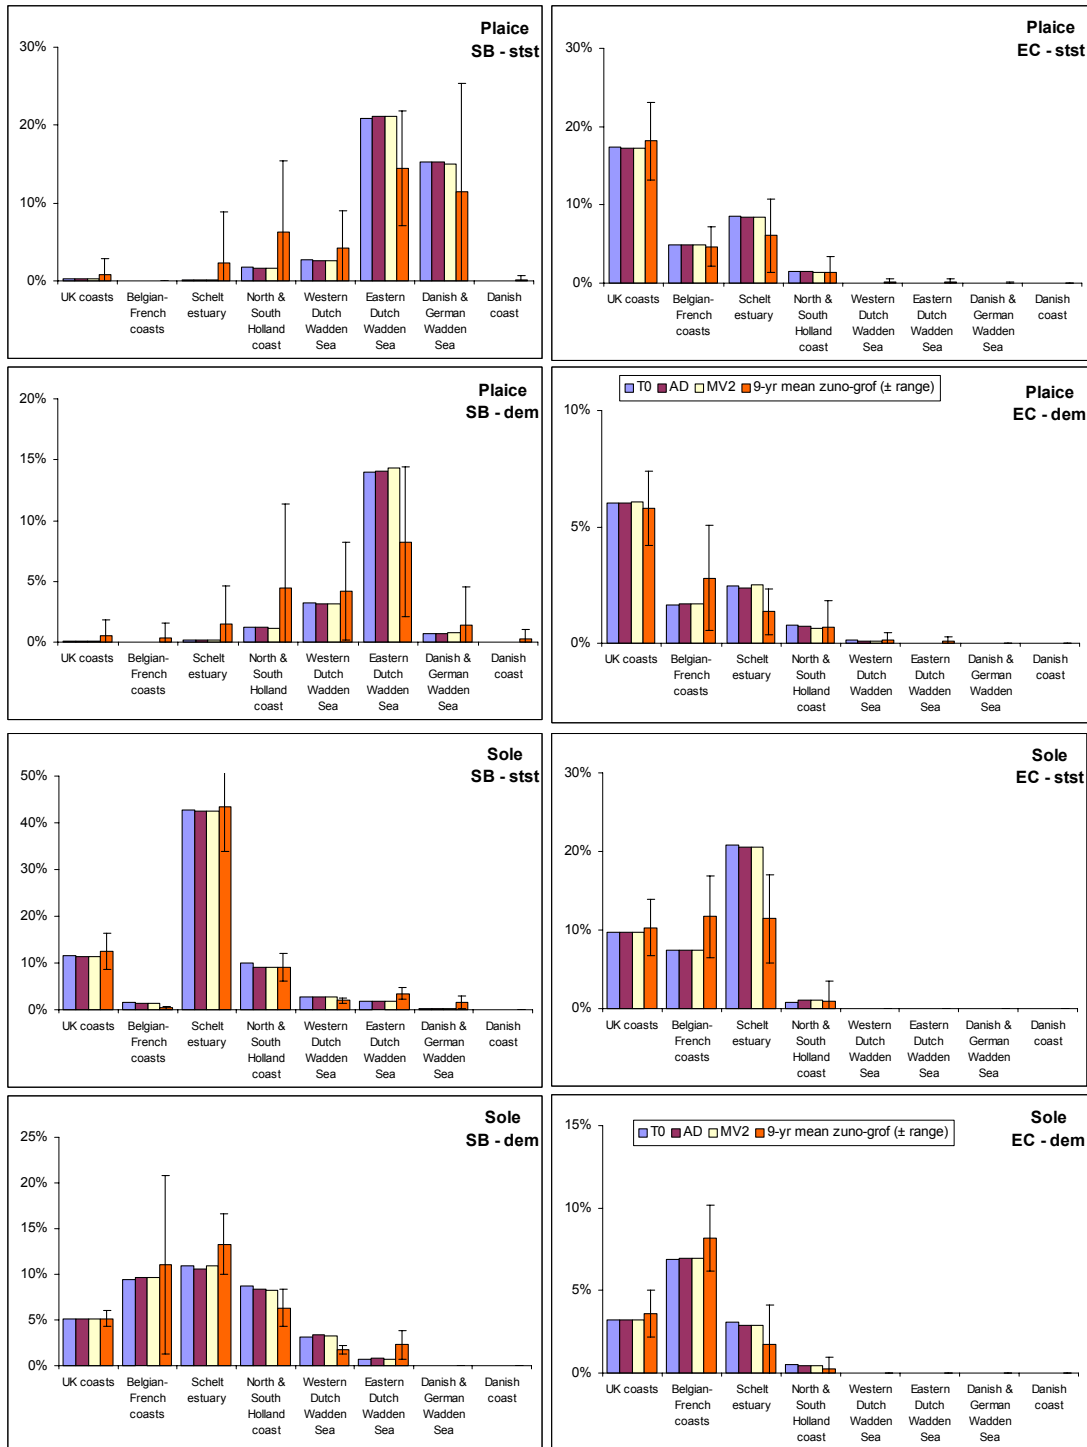 Plaice
SB - stst
30%
20%
10%
0%
UK coasts
Belgian-
French
coasts
Schelt
estuary
North &
South
Holland
coast
Western
Dutch
Wadden
Sea
Eastern
Dutch
Wadden
Sea
Danish &
German
Wadden
Sea
Danish
coast
Plaice
EC - stst
30%
20%
10%
0%
UK coasts
Belgian-
French
coasts
Schelt
estuary
North &
South
Holland
coast
Western
Dutch
Wadden
Sea
Eastern
Dutch
Wadden
Sea
Danish &
German
Wadden
Sea
Danish
coast
Plaice
SB - dem
20%
15%
10%
5%
0%
UK coasts
Belgian-
French
coasts
Schelt
estuary
North &
South
Holland
coast
Western
Dutch
Wadden
Sea
Eastern
Dutch
Wadden
Sea
Danish &
German
Wadden
Sea
Danish
coast
T0 AD MV2 9-yr mean zuno-grof (± range)
Plaice
EC - dem
10%
5%
0%
UK coasts
Belgian-
French
coasts
Schelt
estuary
North &
South
Holland
coast
Western
Dutch
Wadden
Sea
Eastern
Dutch
Wadden
Sea
Danish &
German
Wadden
Sea
Danish
coast
Sole
SB - stst
50%
40%
30%
20%
10%
0%
UK coasts
Belgian-
French
coasts
Schelt
estuary
North &
South
Holland
coast
Western
Dutch
Wadden
Sea
Eastern
Dutch
Wadden
Sea
Danish &
German
Wadden
Sea
Danish
coast
Sole
EC - stst
30%
20%
10%
0%
UK coasts
Belgian-
French
coasts
Schelt
estuary
North &
South
Holland
coast
Western
Dutch
Wadden
Sea
Eastern
Dutch
Wadden
Sea
Danish &
German
Wadden
Sea
Danish
coast
Sole
SB - dem
25%
20%
15%
10%
5%
0%
UK coasts
Belgian-
French
coasts
Schelt
estuary
North &
South
Holland
coast
Western
Dutch
Wadden
Sea
Eastern
Dutch
Wadden
Sea
Danish &
German
Wadden
Sea
Danish
coast
Sole
EC - dem
T0 AD MV2 9-yr mean zuno-grof (± range)
15%
10%
5%
0%
UK coasts
Belgian-
French
coasts
Schelt
estuary
North &
South
Holland
coast
Western
Dutch
Wadden
Sea
Eastern
Dutch
Wadden
Sea
Danish &
German
Wadden
Sea
Danish
coast